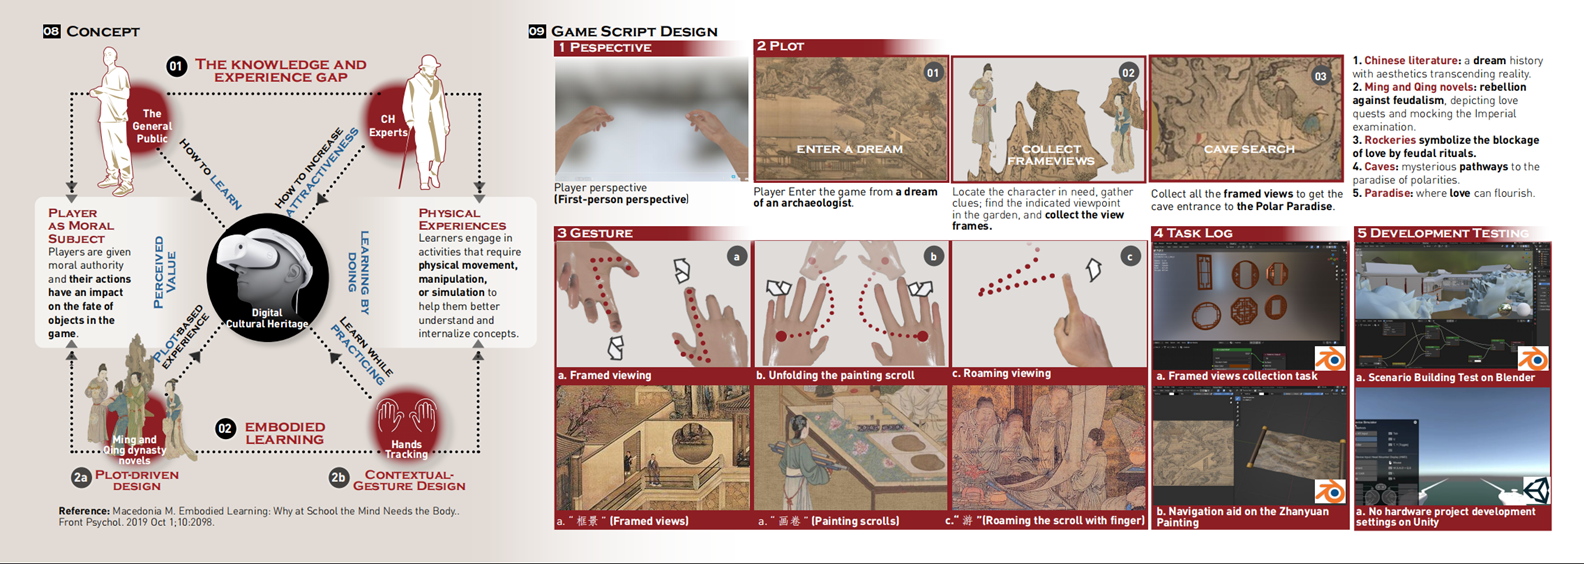 08 CONCEPT
01 THE KNOWLEDGE AND
EXPERIENCE GAP
The
General
Public
CH
Experts
HOW TO LEARN
HOW TO INCREASE
ATTRACTIVENESS
PLAYER
AS MORAL
SUBJECT
Players are given
moral authority
and their actions
have an impact
on the fate of
objects in the
game.
PERCEIVED
VALUE
Digital
Cultural Heritage
LEARNING BY
DOING
PHYSICAL
EXPERIENCES
Learners engage in
activities that require
physical movement,
manipulation,
or simulation to
help them better
understand and
internalize concepts.
PLOT-BASED
EXPERIENCE
LEARN WHILE
PRACTICING
02 EMBODIED
LEARNING
Ming and
Qing dynasty
novels
Hands
Tracking
2a PLOT-DRIVEN
DESIGN
2b CONTEXTUAL-
GESTURE DESIGN
Reference: Macedonia M. Embodied Learning: Why at School the Mind Needs the Body..
Front Psychol. 2019 Oct 1;10:2098.
09 GAME SCRIPT DESIGN
1 PESPECTIVE
Player perspective
(First-person perspective)
2 PLOT
01
ENTER A DREAM
Player Enter the game from a dream
of an archaeologist.
02
COLLECT
FRAMEVIEWS
Locate the character in need, gather
clues; find the indicated viewpoint
in the garden, and collect the view
frames.
03
CAVE SEARCH
Collect all the framed views to get the
cave entrance to the Polar Paradise.
1. Chinese literature: a dream history
with aesthetics transcending reality.
2. Ming and Qing novels: rebellion
against feudalism, depicting love
quests and mocking the Imperial
examination.
3. Rockeries symbolize the blockage
of love by feudal rituals.
4. Caves: mysterious pathways to the
paradise of polarities.
5. Paradise: where love can flourish.
3 GESTURE
a
a. Framed viewing
b
b. Unfolding the painting scroll
c
c. Roaming viewing
a. "框景" (Framed views)
a. "画卷" (Painting scrolls)
c." 游 "(Roaming the scroll with finger)
4 TASK LOG
a. Framed views collection task
b. Navigation aid on the Zhanyuan
Painting
5 DEVELOPMENT TESTING
a. Scenario Building Test on Blender
a. No hardware project development
settings on Unity